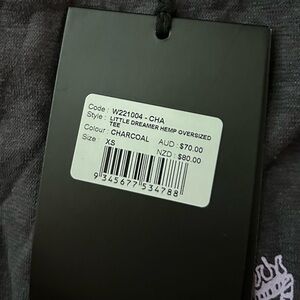 Code : W221004 - CHA
Style : LITTLE DREAMER HEMP OVERSIZED
TEE
Colour : CHARCOAL AUD : $70.00
Size : XS NZD : $80.00
9 345677 534788